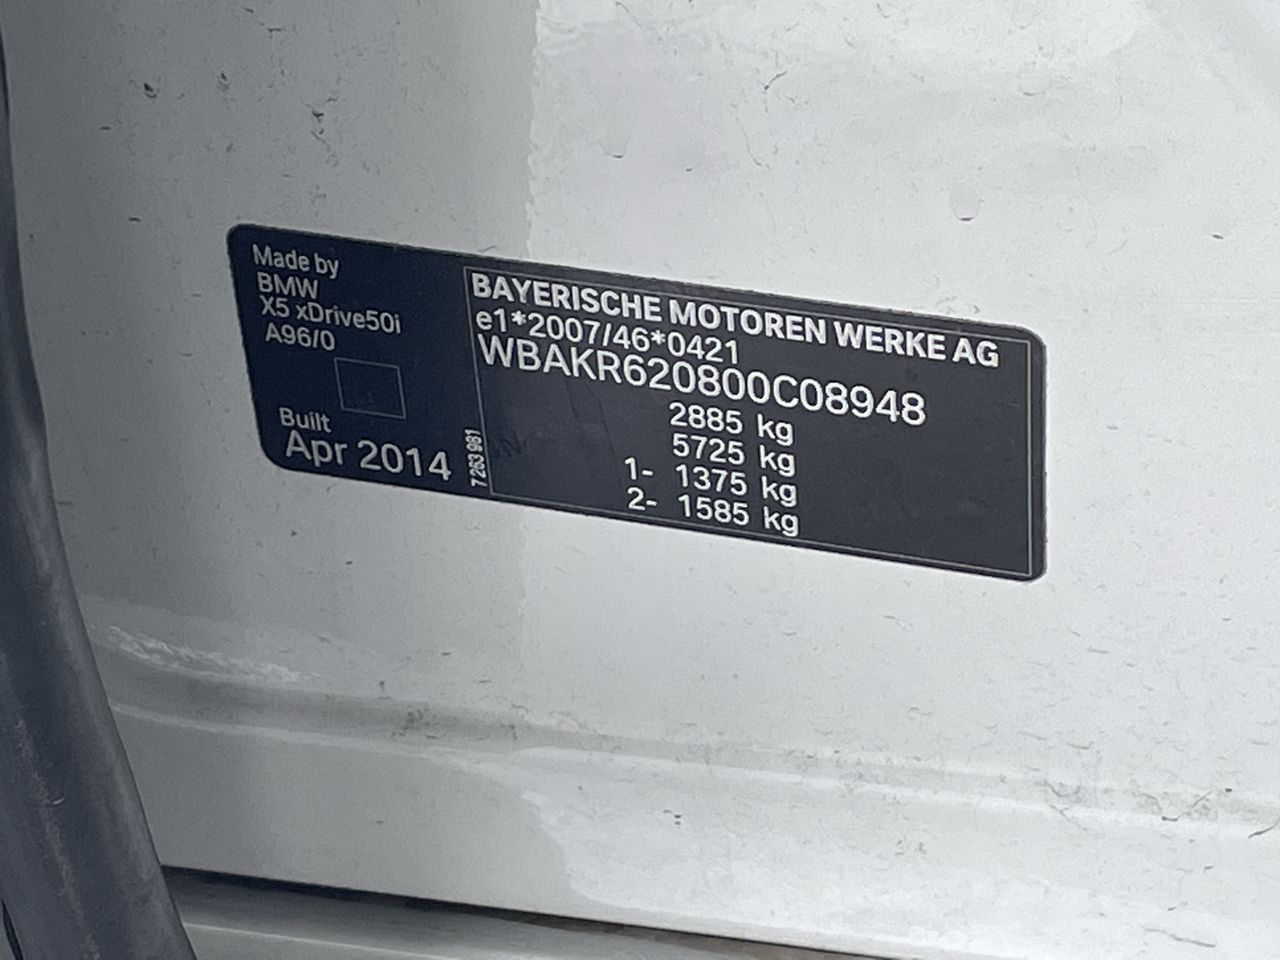 Made by
BMW
X5 xDrive50i
A96/0
Built
Apr 2014
7 263 981
BAYERISCHE MOTOREN WERKE AG
e1*2007/46*0421
WBAKR620800C08948
2885 kg
5725 kg
1- 1375 kg
2- 1585 kg